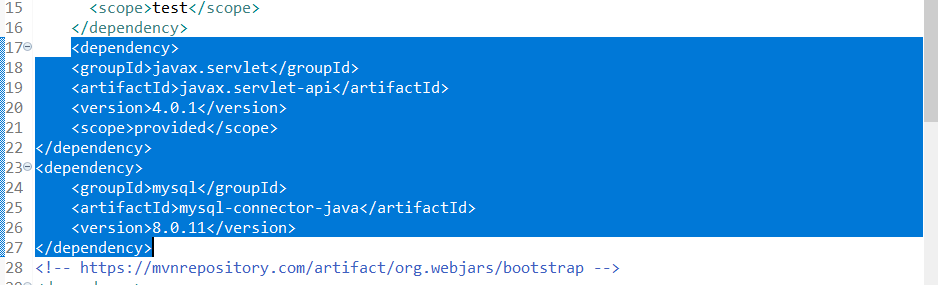 15 <scope>test</scope>
16 </dependency>
17 <dependency>
18 <groupId>javax.servlet</groupId>
19 <artifactId>javax.servlet-api</artifactId>
20 <version>4.0.1</version>
21 <scope>provided</scope>
22 </dependency>
23 <dependency>
24 <groupId>mysql</groupId>
25 <artifactId>mysql-connector-java</artifactId>
26 <version>8.0.11</version>
27 </dependency>
28 <!-- https://mvnrepository.com/artifact/org.webjars/bootstrap -->